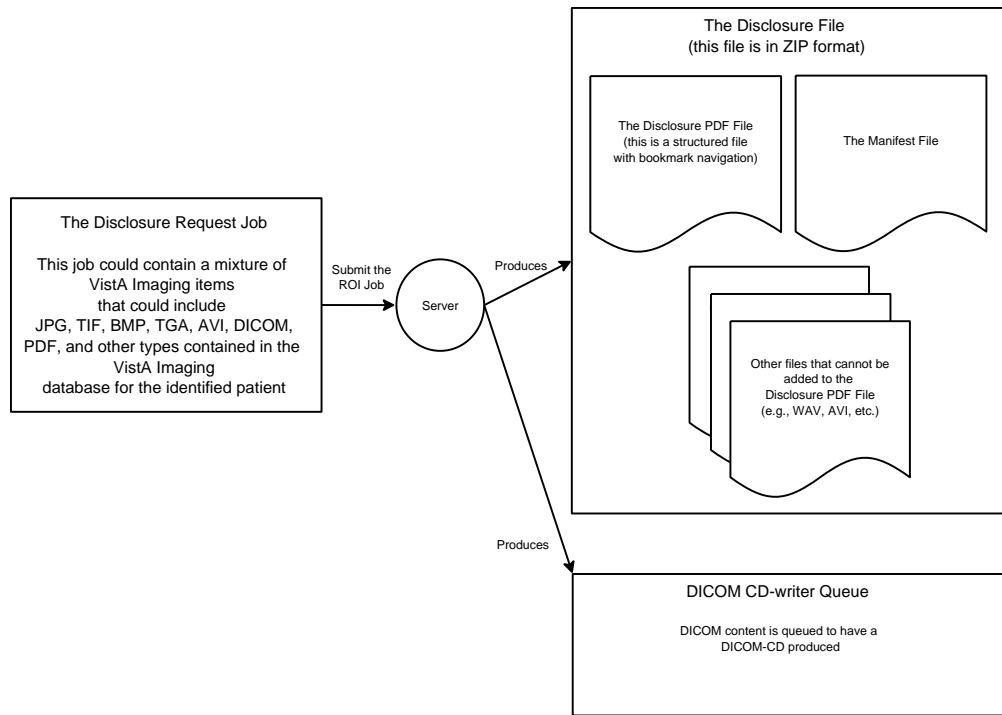 The Disclosure Request Job
This job could contain a mixture of
VistA Imaging items
that could include
JPG, TIF, BMP, TGA, AVI, DICOM,
PDF, and other types contained in the
VistA Imaging
database for the identified patient
Submit the
ROI Job
Server
Produces
Produces
The Disclosure File
(this file is in ZIP format)
The Disclosure PDF File
(this is a structured file
with bookmark navigation)
The Manifest File
Other files that cannot be
added to the
Disclosure PDF File
(e.g., WAV, AVI, etc.)
DICOM CD-writer Queue
DICOM content is queued to have a
DICOM-CD produced